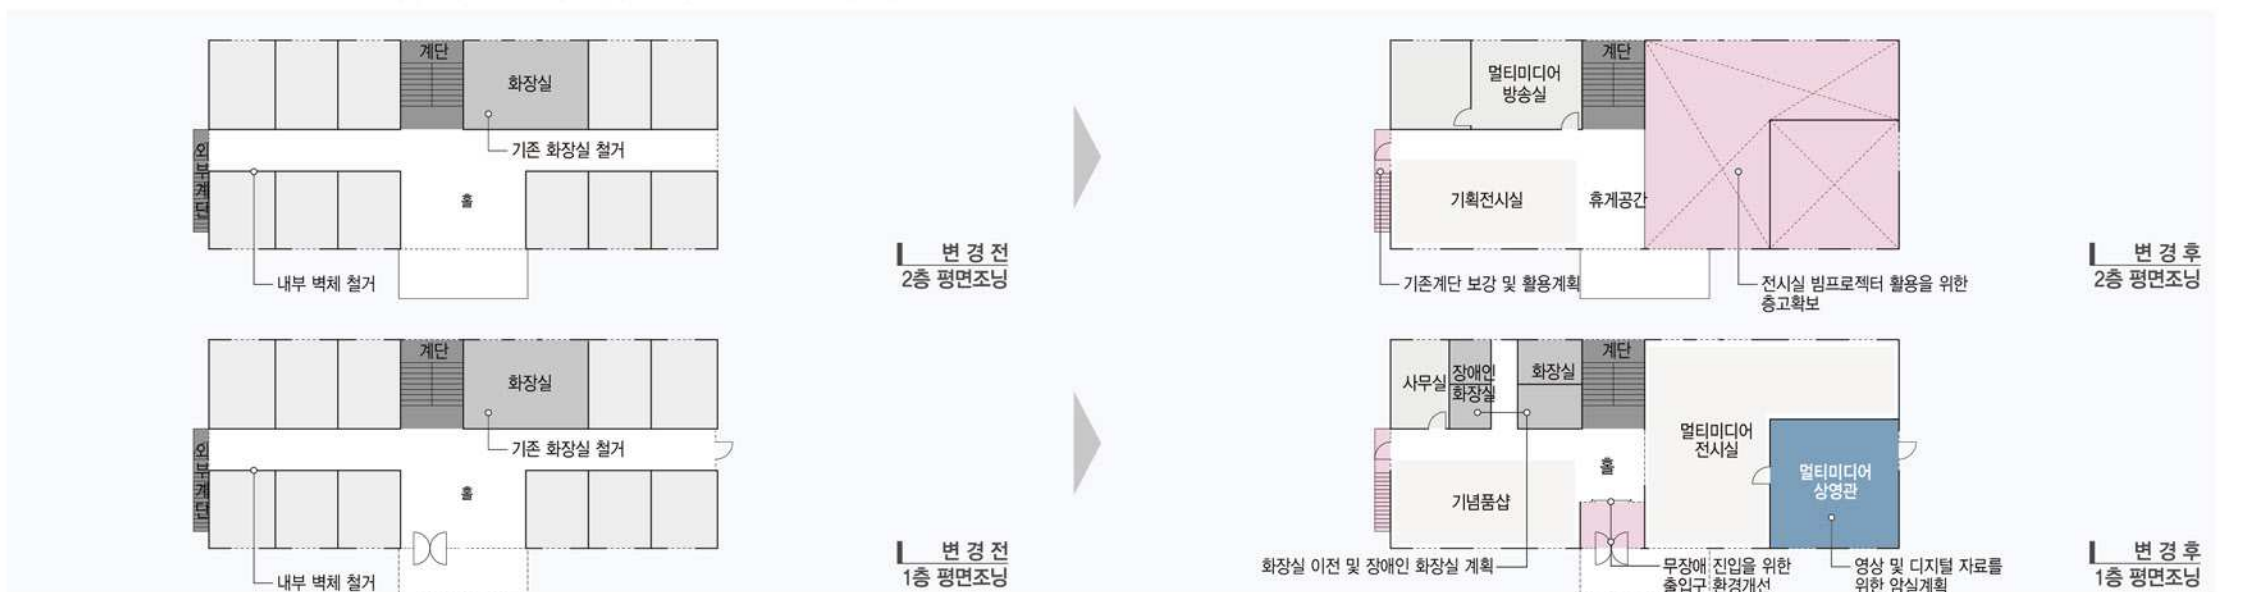 계단
화장실
기존 화장실 철거
외부계단
홀
내부 벽체 철거
변경전
2층 평면조닝
멀티미디어
방송실
계단
기획전시실
휴게공간
기존계단 보강 및 활용계획
전시실 빔프로젝터 활용을 위한
층고확보
변경후
2층 평면조닝
계단
화장실
기존 화장실 철거
외부계단
홀
내부 벽체 철거
변경전
1층 평면조닝
사무실
장애인
화장실
화장실
계단
멀티미디어
전시실
홀
멀티미디어
상영관
기념품샵
화장실 이전 및 장애인 화장실 계획
무장애 진입을 위한
출입구 환경개선
영상 및 디지털 자료를
위한 암실계획
변경후
1층 평면조닝